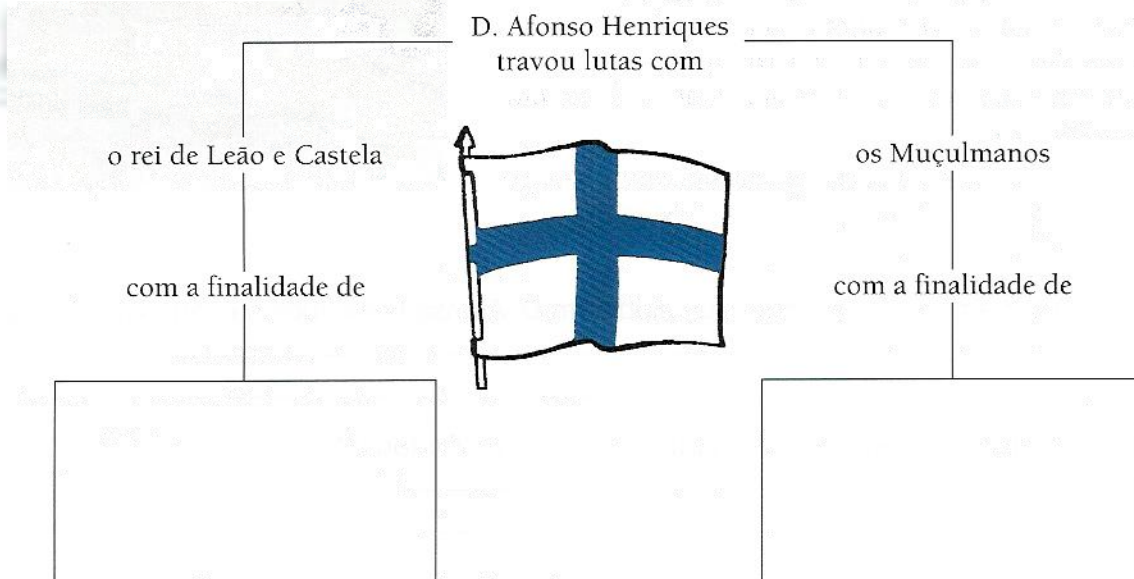 D. Afonso Henriques
travou lutas com
o rei de Leão e Castela
os Muçulmanos
com a finalidade de
com a finalidade de